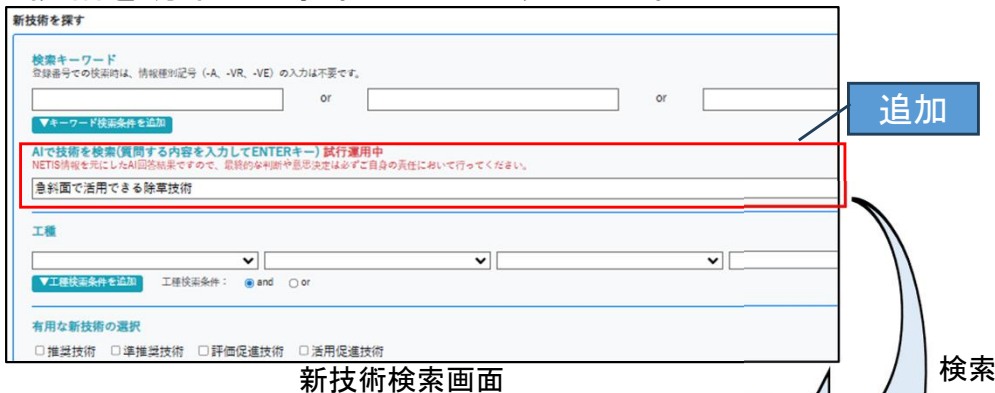 新技術を探す
検索キーワード
登録番号での検索時は、情報種別記号（-A、-VR、-VE）の入力は不要です。
or
or
▼キーワード検索条件を追加
追加
AIで技術を検索(質問する内容を入力してENTERキー) 試行運用中
NETIS情報を元にしたAI回答結果ですので、最終的な判断や意思決定は必ずご自身の責任において行ってください。
急斜面で活用できる除草技術
工種
▼工種検索条件を追加 工種検索条件： and or
有用な新技術の選択
推奨技術 準推奨技術 評価促進技術 活用促進技術
新技術検索画面
検索